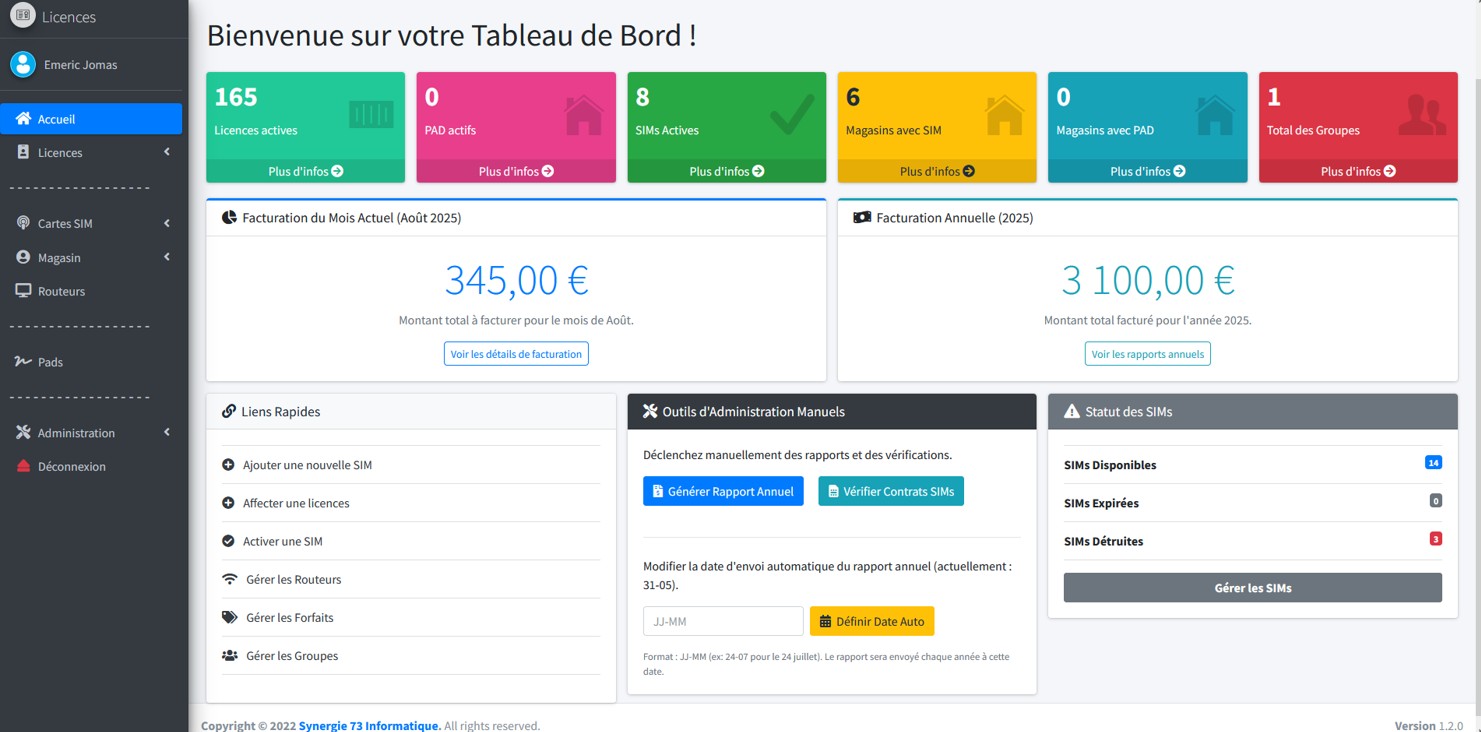 Licences
Emeric Jomas
Accueil
Licences
Cartes SIM
Magasin
Routeurs
Pads
Administration
Déconnexion
Bienvenue sur votre Tableau de Bord !
165
Licences actives
Plus d'infos
0
PAD actifs
Plus d'infos
8
SIMs Actives
Plus d'infos
6
Magasins avec SIM
Plus d'infos
0
Magasins avec PAD
Plus d'infos
1
Total des Groupes
Plus d'infos
Facturation du Mois Actuel (Août 2025)
345,00 €
Montant total à facturer pour le mois de Août.
Voir les détails de facturation
Facturation Annuelle (2025)
3 100,00 €
Montant total facturé pour l'année 2025.
Voir les rapports annuels
Liens Rapides
Ajouter une nouvelle SIM
Affecter une licences
Activer une SIM
Gérer les Routeurs
Gérer les Forfaits
Gérer les Groupes
Outils d'Administration Manuels
Déclenchez manuellement des rapports et des vérifications.
Générer Rapport Annuel
Vérifier Contrats SIMs
Modifier la date d'envoi automatique du rapport annuel (actuellement :
31-05).
JJ-MM
Définir Date Auto
Format : JJ-MM (ex: 24-07 pour le 24 juillet). Le rapport sera envoyé chaque année à cette
date.
Statut des SIMs
SIMs Disponibles 14
SIMs Expirées 0
SIMs Détruites 3
Gérer les SIMs
Copyright © 2022 Synergie 73 Informatique. All rights reserved.
Version 1.2.0